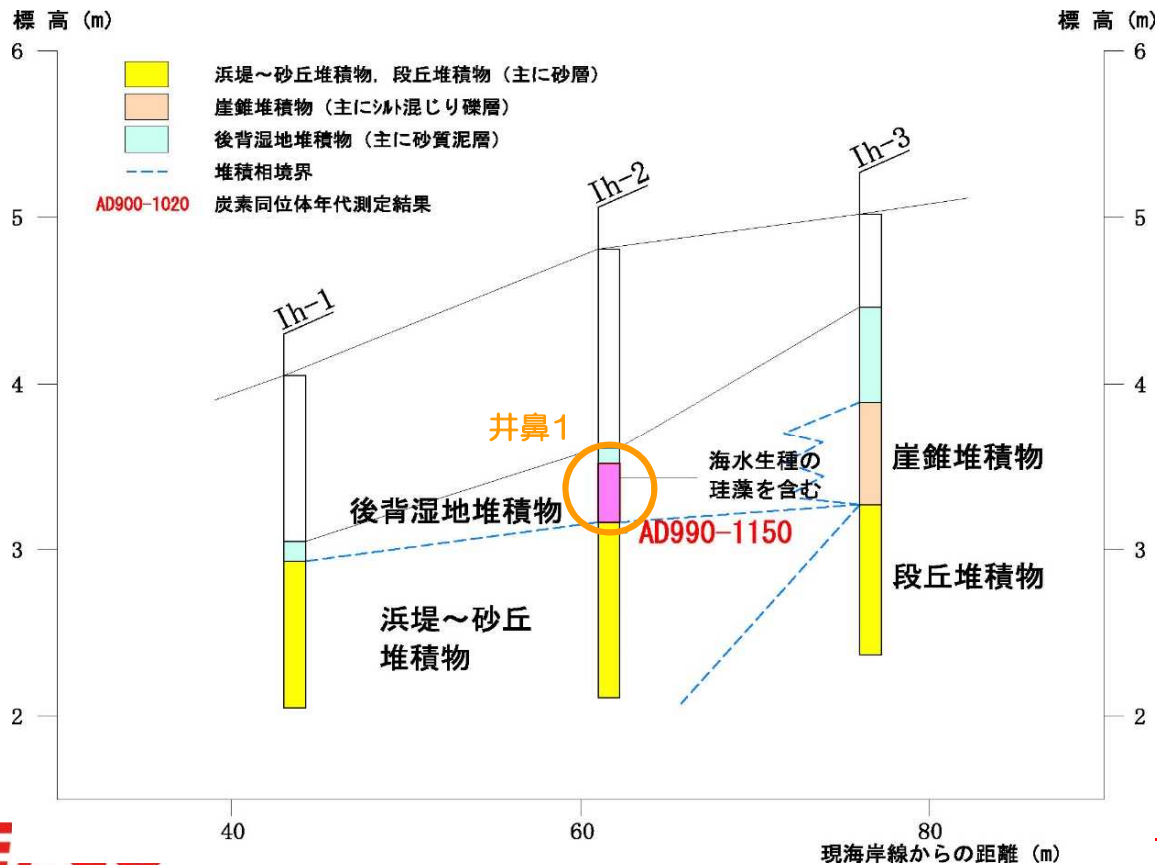 標 高 (m)
標 高 (m)
6
6
浜堤～砂丘堆積物，段丘堆積物（主に砂層）
崖錐堆積物（主にｼﾙﾄ混じり礫層）
後背湿地堆積物（主に砂質泥層）
堆積相境界
AD900-1020 炭素同位体年代測定結果
Ih-3
Ih-2
5
5
Ih-1
4
4
井鼻1
海水生種の
珪藻を含む
崖錐堆積物
後背湿地堆積物
AD990-1150
3
3
段丘堆積物
浜堤～砂丘
堆積物
2
2
40
60
80
現海岸線からの距離 (m)